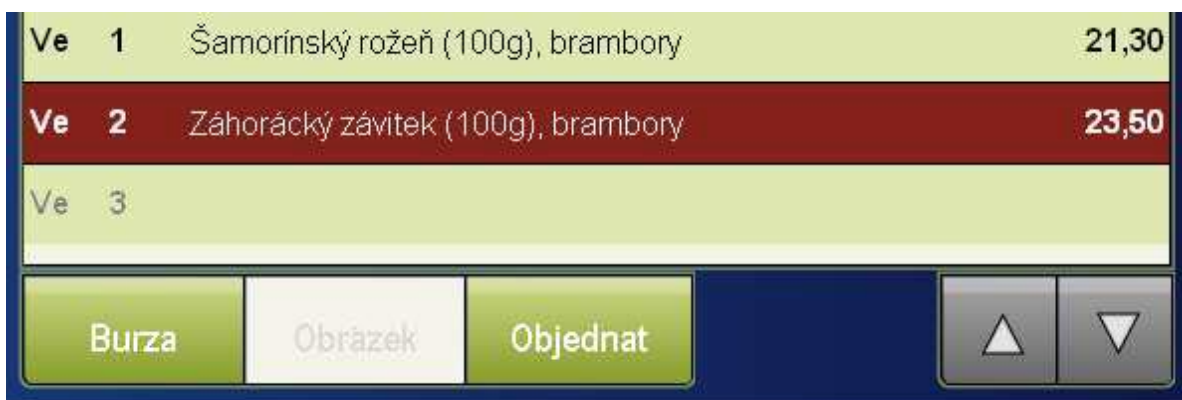 Ve 1 Šamorínský rožeň (100g), brambory 21,30
Ve 2 Záhorácký závitek (100g), brambory 23,50
Ve 3
Burza Obrázek Objednat